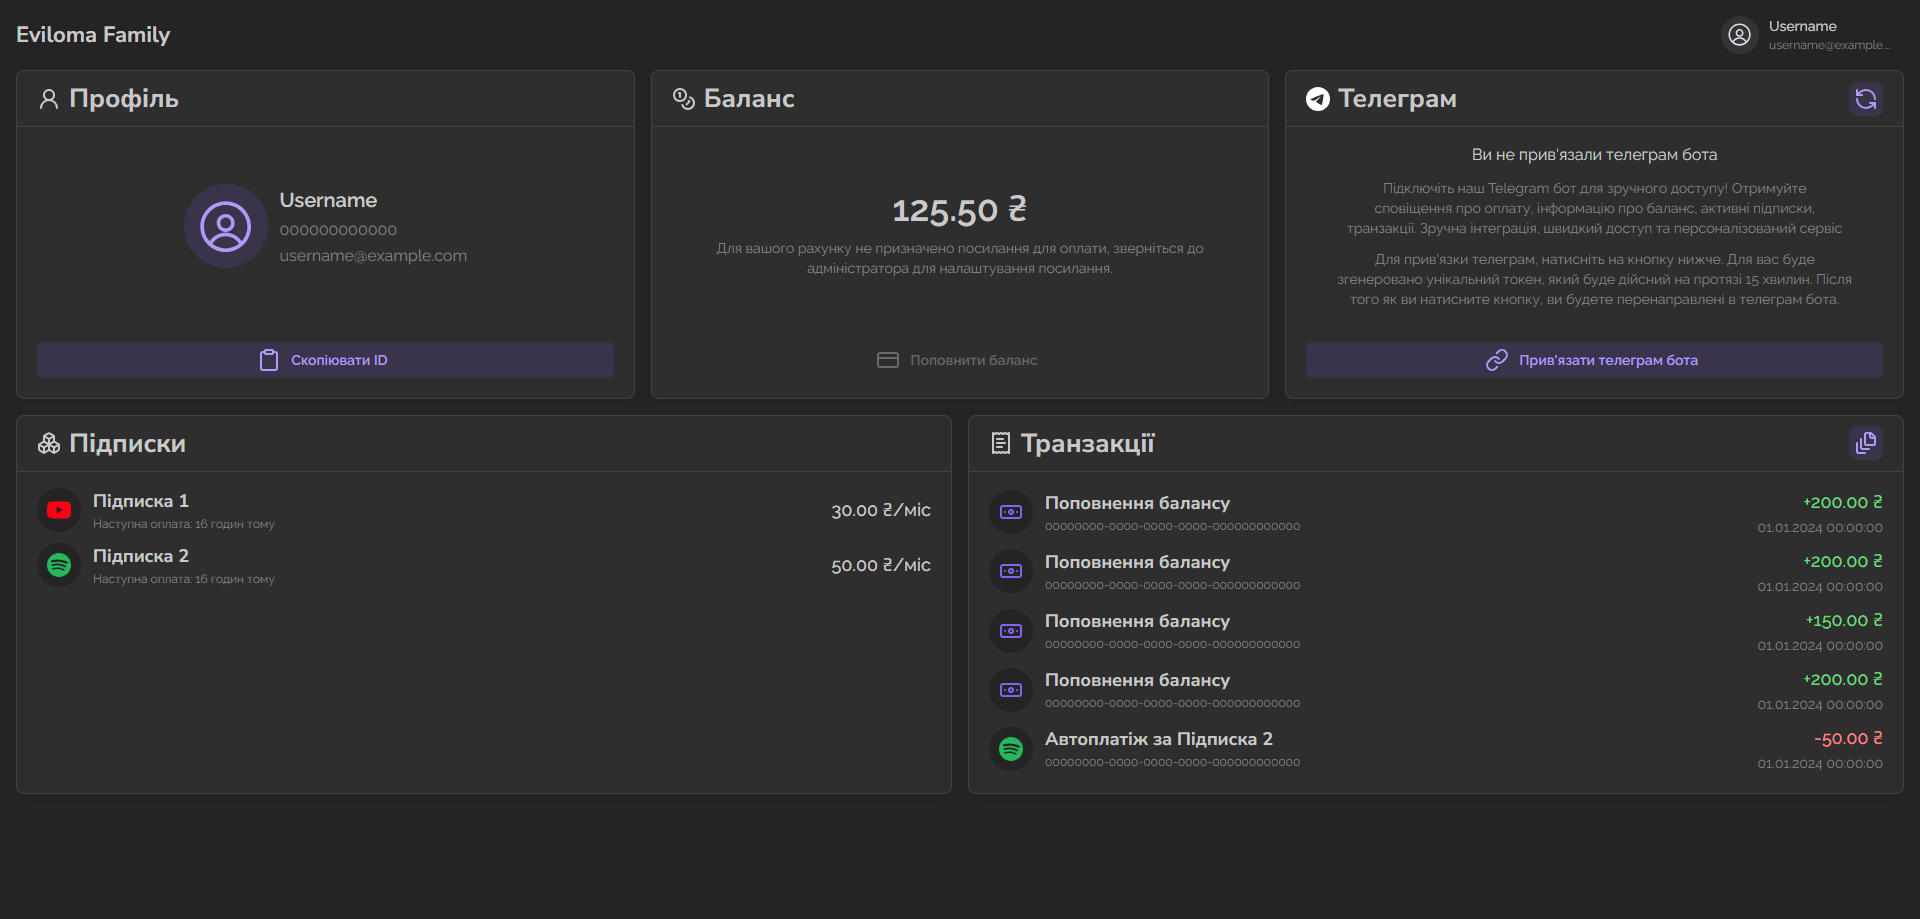 Eviloma Family
Username
username@example...
Профіль
Username
000000000000
username@example.com
Скопіювати ID
Баланс
125.50 ₴
Для вашого рахунку не призначено посилання для оплати, зверніться до
адміністратора для налаштування посилання.
Поповнити баланс
Телеграм
Ви не прив'язали телеграм бота
Підключіть наш Telegram бот для зручного доступу! Отримуйте
сповіщення про оплату, інформацію про баланс, активні підписки,
транзакції. Зручна інтеграція, швидкий доступ та персоналізований сервіс
Для прив'язки телеграм, натисніть на кнопку нижче. Для вас буде
згенеровано унікальний токен, який буде дійсний на протязі 15 хвилин. Після
того як ви натисните кнопку, ви будете перенаправлені в телеграм бота.
Прив'язати телеграм бота
Підписки
Підписка 1
Наступна оплата: 16 годин тому
30.00 ₴/міс
Підписка 2
Наступна оплата: 16 годин тому
50.00 ₴/міс
Транзакції
Поповнення балансу
00000000-0000-0000-0000-000000000000
+200.00 ₴
01.01.2024 00:00:00
Поповнення балансу
00000000-0000-0000-0000-000000000000
+200.00 ₴
01.01.2024 00:00:00
Поповнення балансу
00000000-0000-0000-0000-000000000000
+150.00 ₴
01.01.2024 00:00:00
Поповнення балансу
00000000-0000-0000-0000-000000000000
+200.00 ₴
01.01.2024 00:00:00
Автоплатіж за Підписка 2
00000000-0000-0000-0000-000000000000
-50.00 ₴
01.01.2024 00:00:00